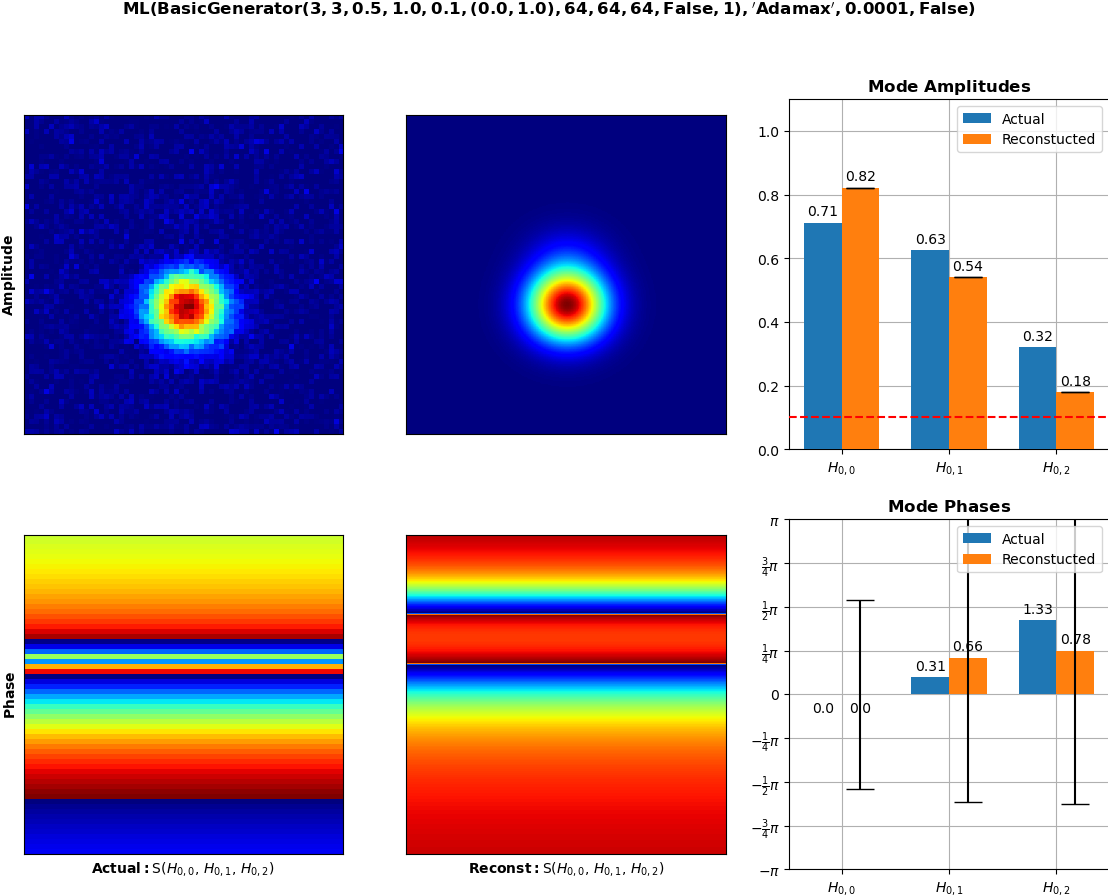 ML(BasicGenerator(3, 3, 0.5, 1.0, 0.1, (0.0, 1.0), 64, 64, 64, False, 1), ′Adamax′, 0.0001, False)
Mode Amplitudes
Amplitude
1.0
0.8
0.6
0.4
0.2
0.0
Actual
Reconstucted
0.71
0.82
0.63
0.54
0.32
0.18
H0,0
H0,1
H0,2
Mode Phases
Phase
π
3/4π
1/2π
1/4π
0
−1/4π
−1/2π
−3/4π
−π
Actual
Reconstucted
0.0
0.0
0.31
0.66
1.33
0.78
H0,0
H0,1
H0,2
Actual: S(H0,0, H0,1, H0,2)
Reconst: S(H0,0, H0,1, H0,2)